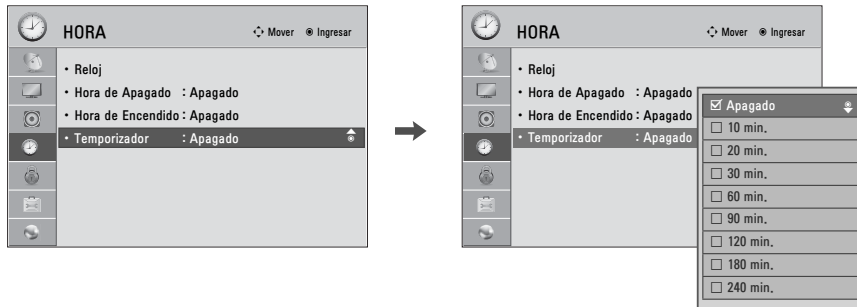 HORA
Mover Ingresar
• Reloj
• Hora de Apagado : Apagado
• Hora de Encendido : Apagado
• Temporizador : Apagado
HORA
Mover Ingresar
• Reloj
• Hora de Apagado : Apagado
• Hora de Encendido : Apagado
• Temporizador : Apagado
Apagado
10 min.
20 min.
30 min.
60 min.
90 min.
120 min.
180 min.
240 min.